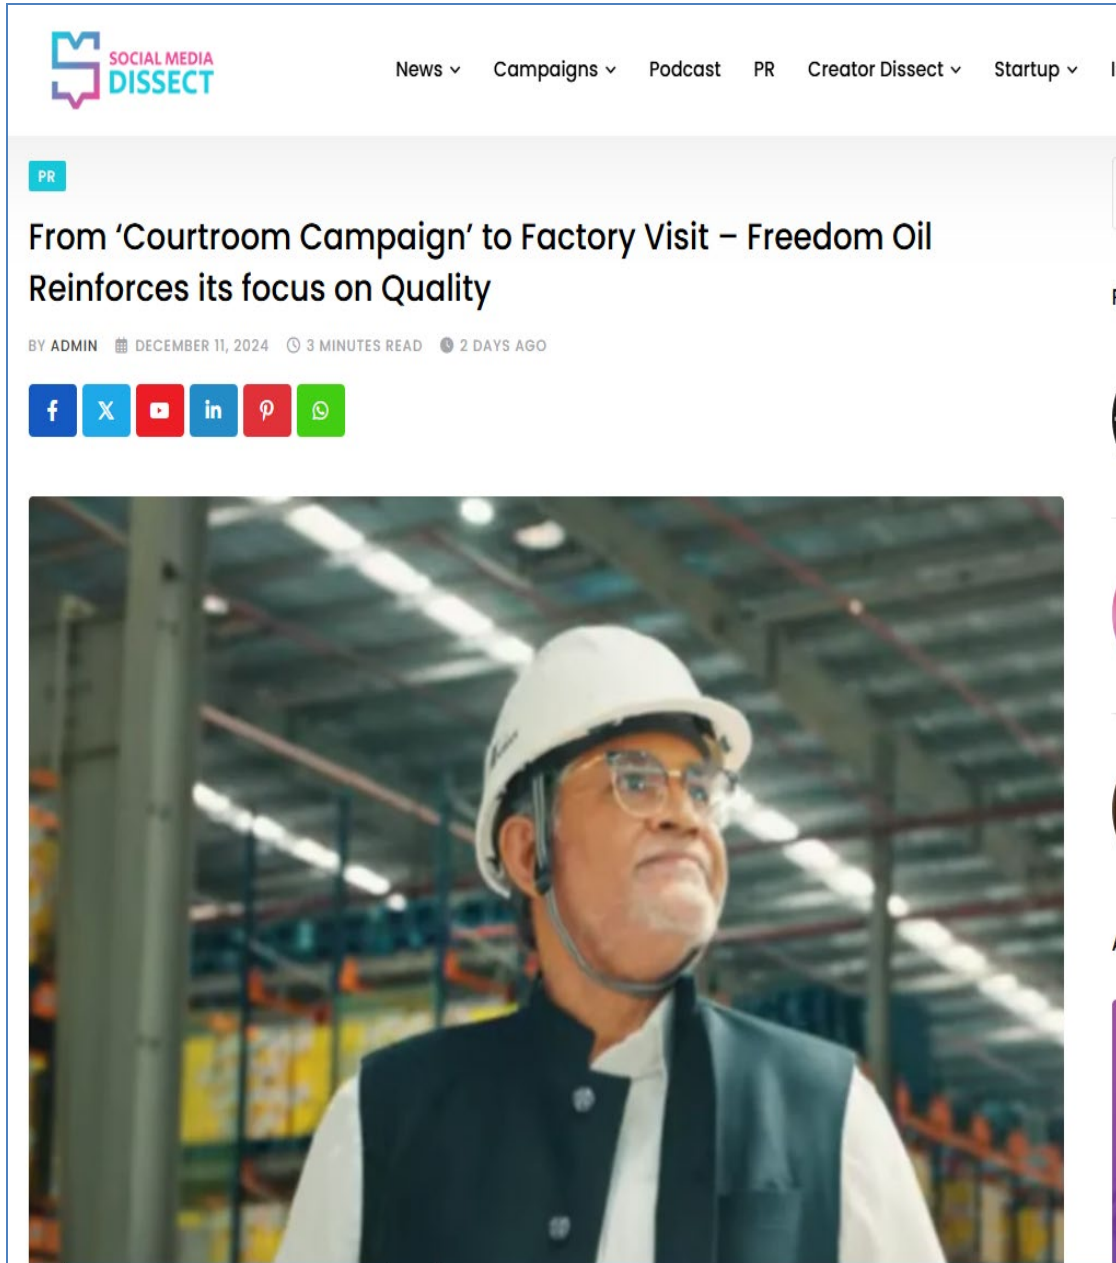 SOCIAL MEDIA
DISSECT
News Campaigns Podcast PR Creator Dissect Startup
PR
From ‘Courtroom Campaign’ to Factory Visit – Freedom Oil
Reinforces its focus on Quality
BY ADMIN DECEMBER 11, 2024 3 MINUTES READ 2 DAYS AGO